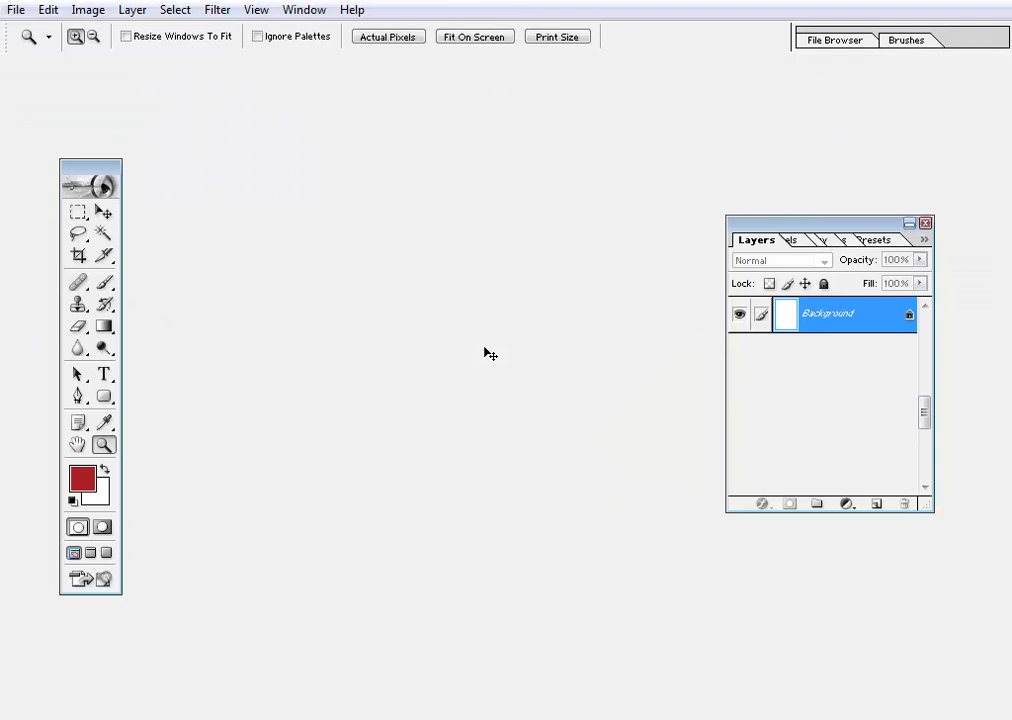 File Edit Image Layer Select Filter View Window Help
Resize Windows To Fit Ignore Palettes Actual Pixels Fit On Screen Print Size File Browser Brushes
Layers els y s Presets
Normal Opacity: 100%
Lock: Fill: 100%
Background
T